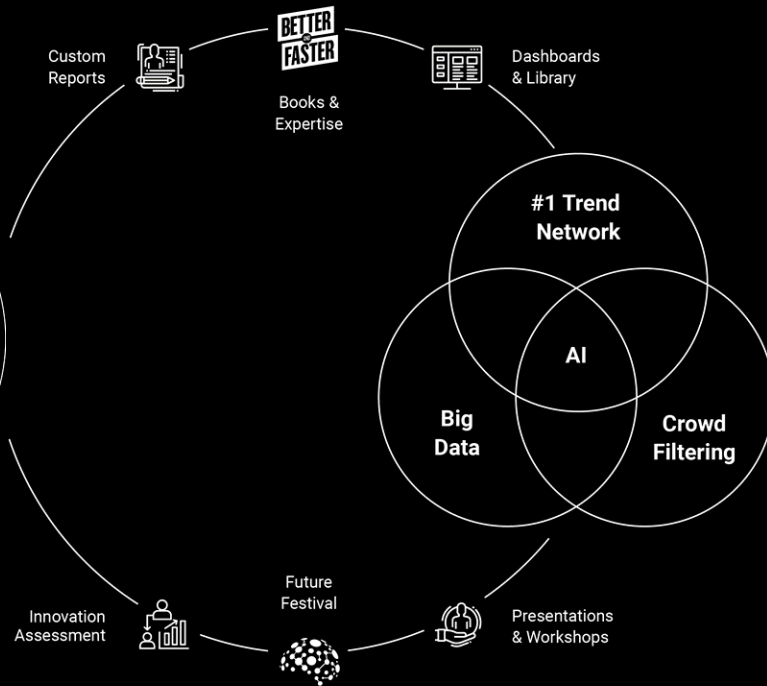 BETTER
AND
FASTER
Custom
Reports
Books &
Expertise
Dashboards
& Library
#1 Trend
Network
AI
Big
Data
Crowd
Filtering
Future
Festival
Innovation
Assessment
Presentations
& Workshops